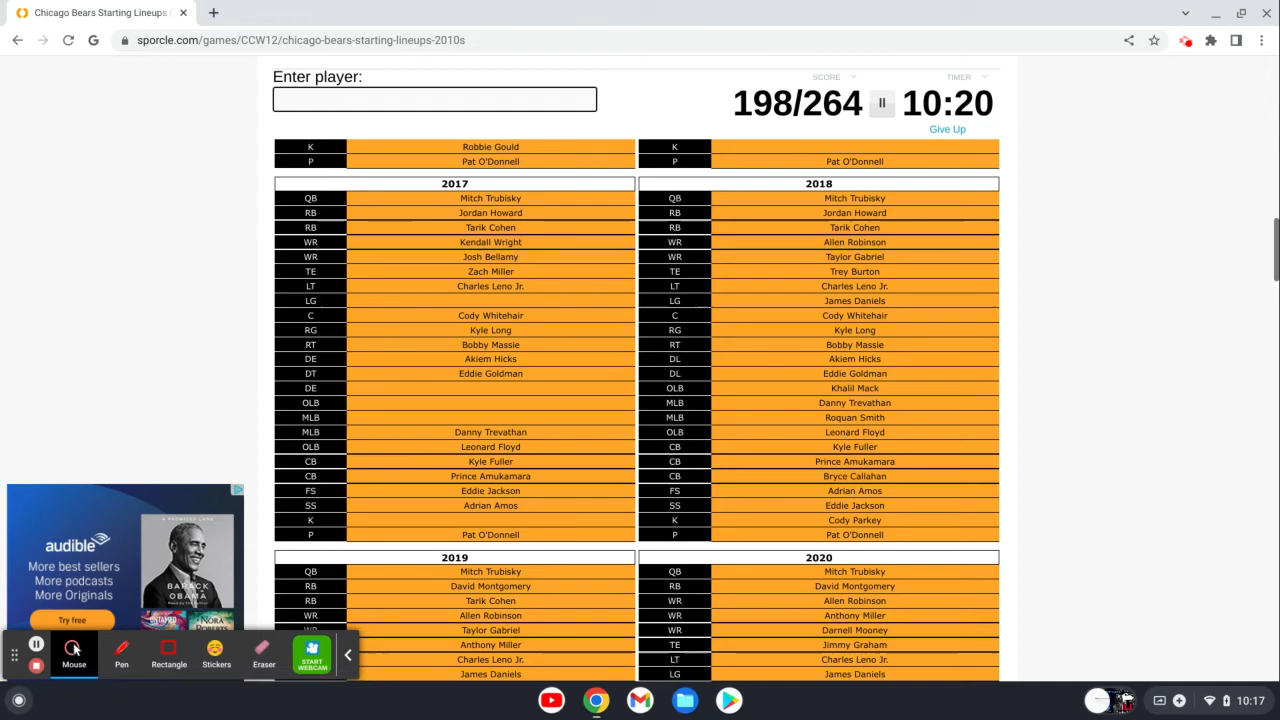 Chicago Bears Starting Lineups (
sporcle.com/games/CCW12/chicago-bears-starting-lineups-2010s
Enter player:
SCORE TIMER
198/264 10:20
Give Up
K Robbie Gould K
P Pat O'Donnell P Pat O'Donnell
2017 2018
QB Mitch Trubisky QB Mitch Trubisky
RB Jordan Howard RB Jordan Howard
RB Tarik Cohen RB Tarik Cohen
WR Kendall Wright WR Allen Robinson
WR Josh Bellamy WR Taylor Gabriel
TE Zach Miller TE Trey Burton
LT Charles Leno Jr. LT Charles Leno Jr.
LG LG James Daniels
C Cody Whitehair C Cody Whitehair
RG Kyle Long RG Kyle Long
RT Bobby Massie RT Bobby Massie
DE Akiem Hicks DL Akiem Hicks
DT Eddie Goldman DL Eddie Goldman
DE OLB Khalil Mack
OLB MLB Danny Trevathan
MLB MLB Roquan Smith
MLB Danny Trevathan OLB Leonard Floyd
OLB Leonard Floyd CB Kyle Fuller
CB Kyle Fuller CB Prince Amukamara
CB Prince Amukamara CB Bryce Callahan
FS Eddie Jackson FS Adrian Amos
SS Adrian Amos SS Eddie Jackson
K K Cody Parkey
P Pat O'Donnell P Pat O'Donnell
2019 2020
QB Mitch Trubisky QB Mitch Trubisky
RB David Montgomery RB David Montgomery
RB Tarik Cohen WR Allen Robinson
WR Allen Robinson WR Anthony Miller
WR Taylor Gabriel WR Darnell Mooney
Anthony Miller TE Jimmy Graham
Charles Leno Jr. LT Charles Leno Jr.
James Daniels LG
audible
More best sellers
More podcasts
More Originals
Try free
A PROMISED LAND
BARACK
OBAMA
NORA
ROBERTS
Mouse Pen Rectangle Stickers Eraser START
WEBCAM
10:17